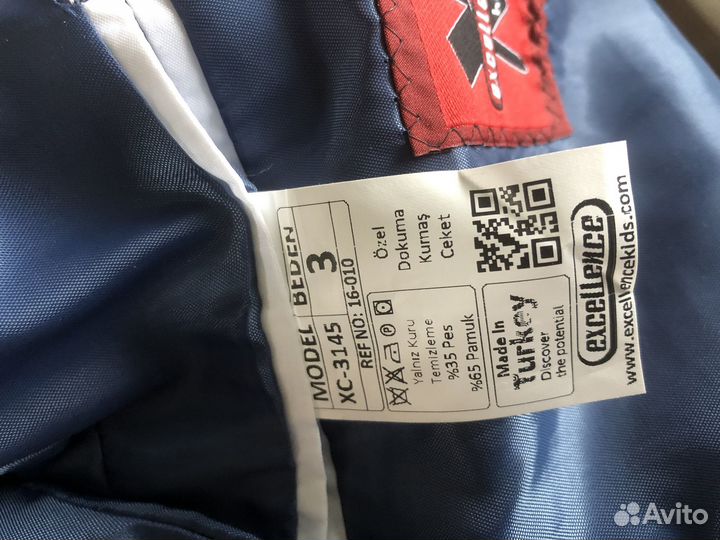 excelle
MODEL BEDEN
XC-3145 3
REF NO: 16-010
Özel
Dokuma
Kumaş
Ceket
Yalnız Kuru
Temizleme
%35 Pes
%65 Pamuk
Made In
Turkey
Discover
the potential
excellence
www.excellencekids.com
Avito